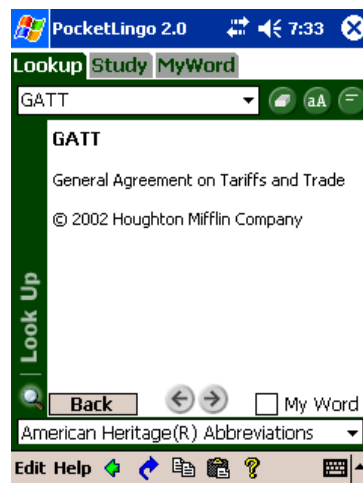 PocketLingo 2.0 7:33
Lookup Study MyWord
GATT
aA
GATT
General Agreement on Tariffs and Trade
© 2002 Houghton Mifflin Company
Look Up
Back My Word
American Heritage(R) Abbreviations
Edit Help